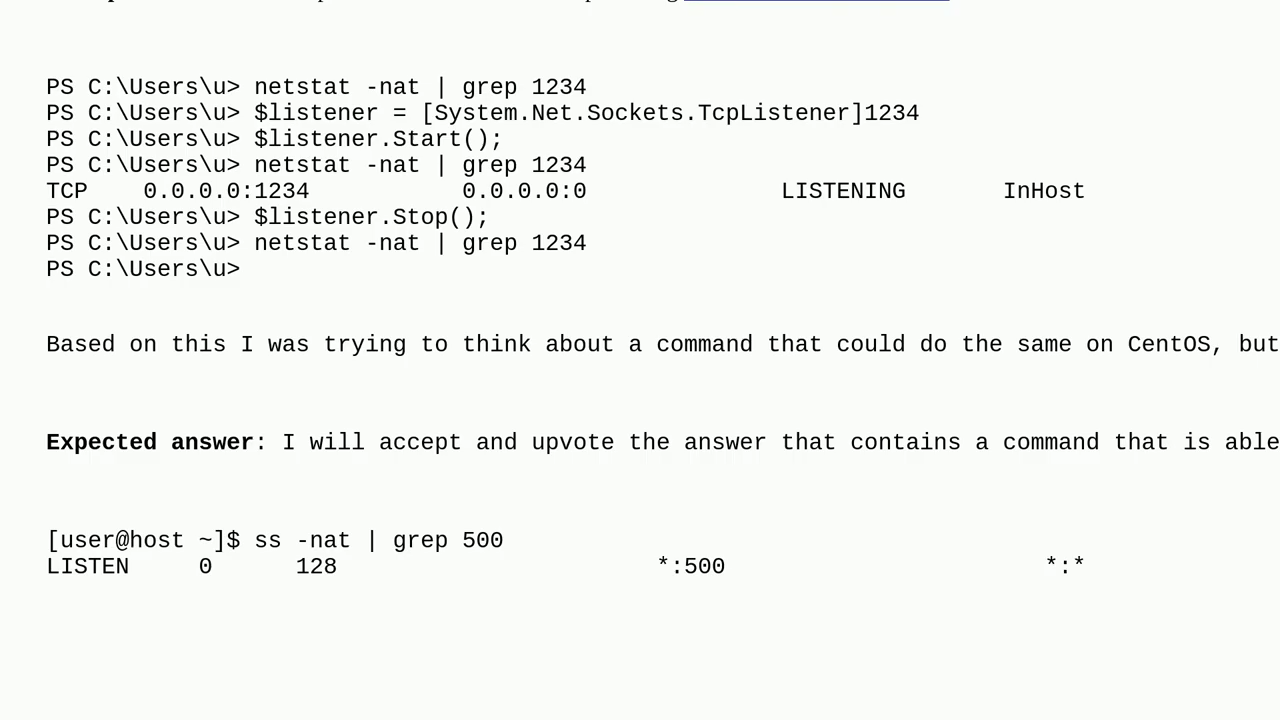 PS C:\Users\u> netstat -nat | grep 1234
PS C:\Users\u> $listener = [System.Net.Sockets.TcpListener]1234
PS C:\Users\u> $listener.Start();
PS C:\Users\u> netstat -nat | grep 1234
TCP    0.0.0.0:1234           0.0.0.0:0              LISTENING       InHost
PS C:\Users\u> $listener.Stop();
PS C:\Users\u> netstat -nat | grep 1234
PS C:\Users\u>
Based on this I was trying to think about a command that could do the same on CentOS, but
Expected answer: I will accept and upvote the answer that contains a command that is able
[user@host ~]$ ss -nat | grep 500
LISTEN     0      128                       *:500                       *:*